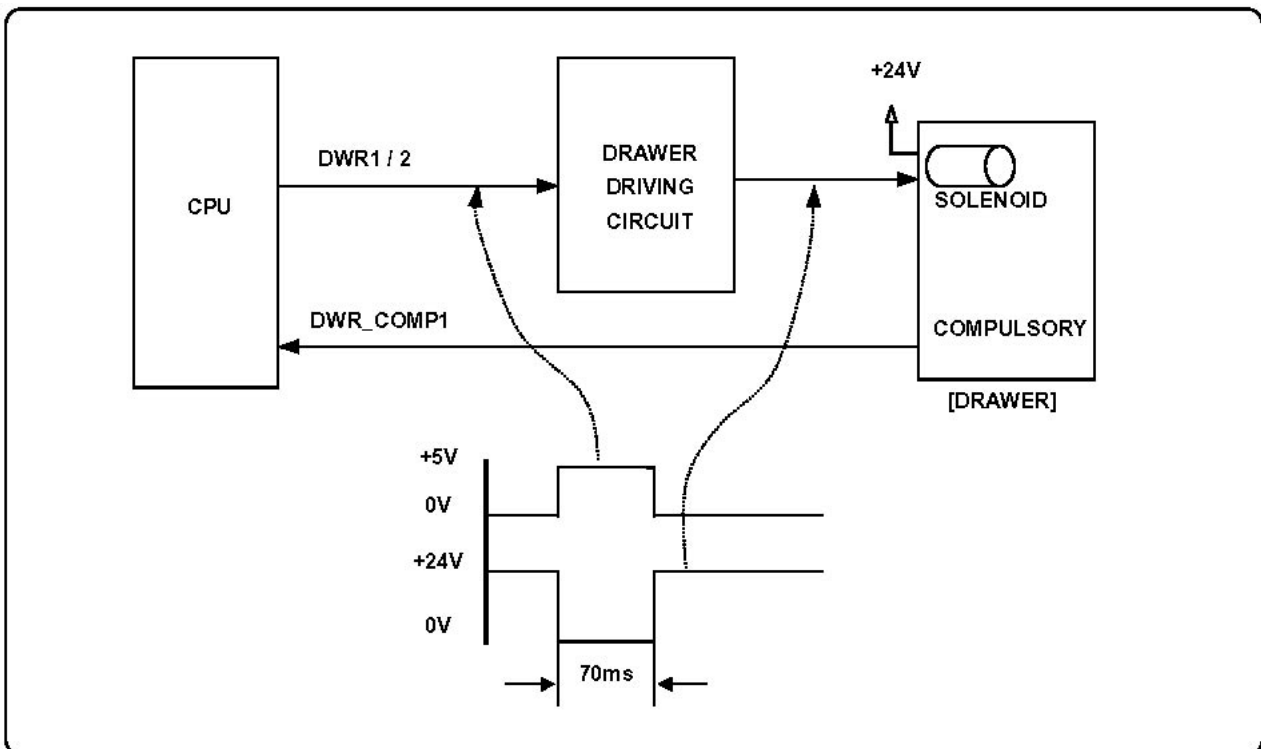 +24V
DWR1 / 2
DRAWER
DRIVING
CIRCUIT
CPU
SOLENOID
DWR_COMP1
COMPULSORY
[DRAWER]
+5V
0V
+24V
0V
70ms